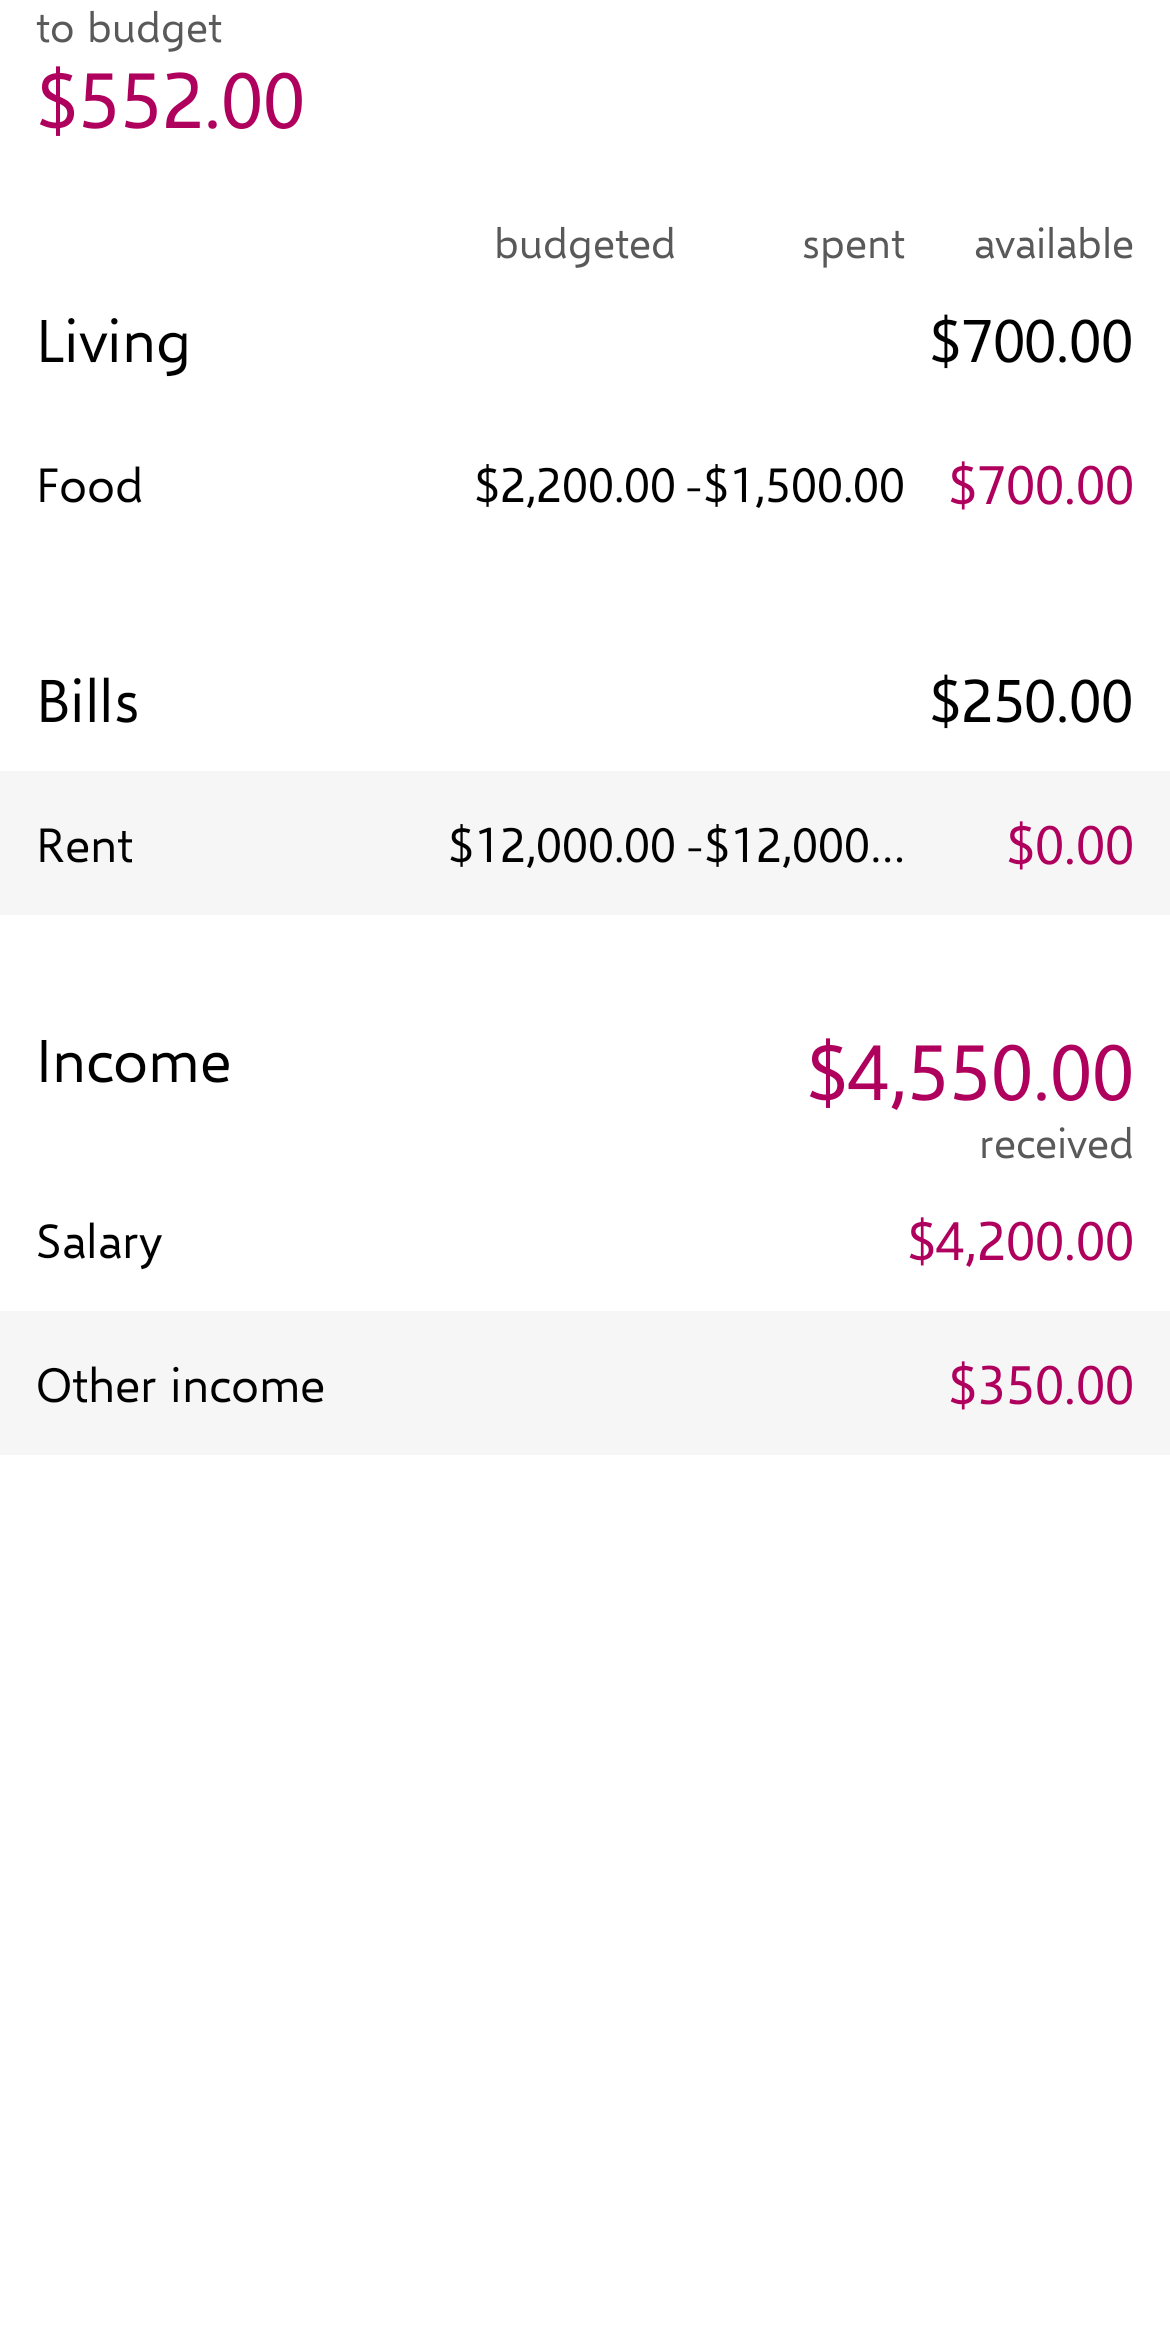 to budget
$552.00
budgeted spent available
Living $700.00
Food $2,200.00 -$1,500.00 $700.00
Bills $250.00
Rent $12,000.00 -$12,000... $0.00
Income $4,550.00
received
Salary $4,200.00
Other income $350.00